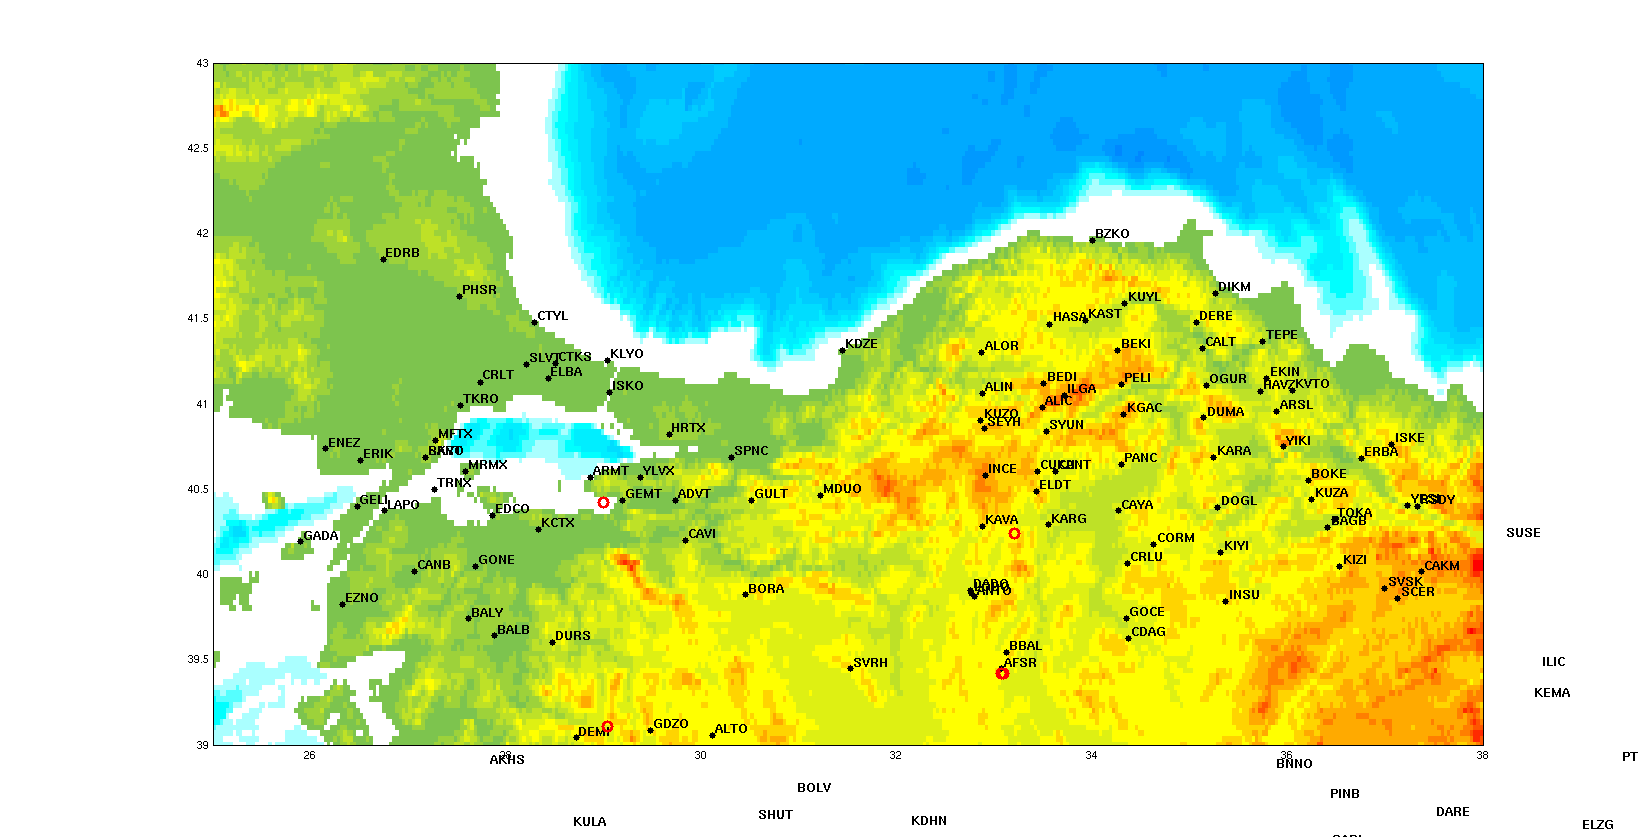 43
42.5
BZKO
42
EDRB
DIKM
PHSR
KUYL
41.5
CTYL
HASA
KAST
DERE
TEPE
KDZE
ALOR
BEKI
CALT
SLVT
CTKS
KLYO
ELBA
CRLT
BEDI
PELI
OGUR
EKIN
ISKO
ALIN
ILGA
HAVZ
KVTO
41
TKRO
ALIC
KGAC
ARSL
KUZO
DUMA
SEYH
SYUN
HRTX
MFTX
ENEZ
YIKI
ISKE
ERIK
SPNC
PANC
KARA
ERBA
MRMX
ARMT
YLVX
INCE
BOKE
40.5
TRNX
GELI
LAPO
GEMT
ADVT
GULT
MDUO
ELDT
KUZA
EDCO
CAYA
DOGL
KCTX
KAVA
KARG
TOKA
BAGB
GADA
CAVI
CORM
KIYI
SUSE
40
CANB
GONE
CRLU
KIZI
CAKM
EZNO
BORA
DADO
INSU
SVSK
SCER
BALY
GOCE
BALB
DURS
CDAG
BBAL
39.5
SVRH
AFSR
ILIC
KEMA
DEMI
GDZO
ALTO
39
26
28
30
32
34
36
38
AKHS
BNNO
PT
BOLV
PINB
SHUT
DARE
KULA
KDHN
ELZG